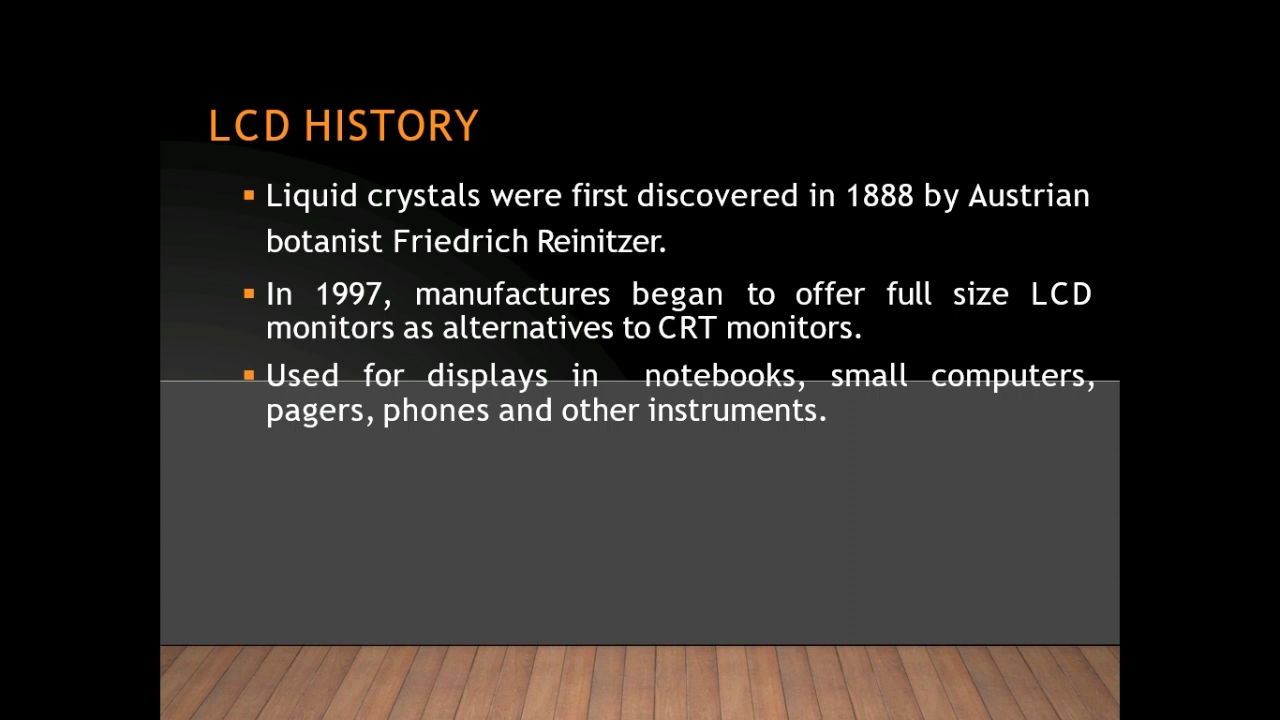 LCD HISTORY
Liquid crystals were first discovered in 1888 by Austrian
botanist Friedrich Reinitzer.
In 1997, manufactures began to offer full size LCD
monitors as alternatives to CRT monitors.
Used for displays in notebooks, small computers,
pagers, phones and other instruments.